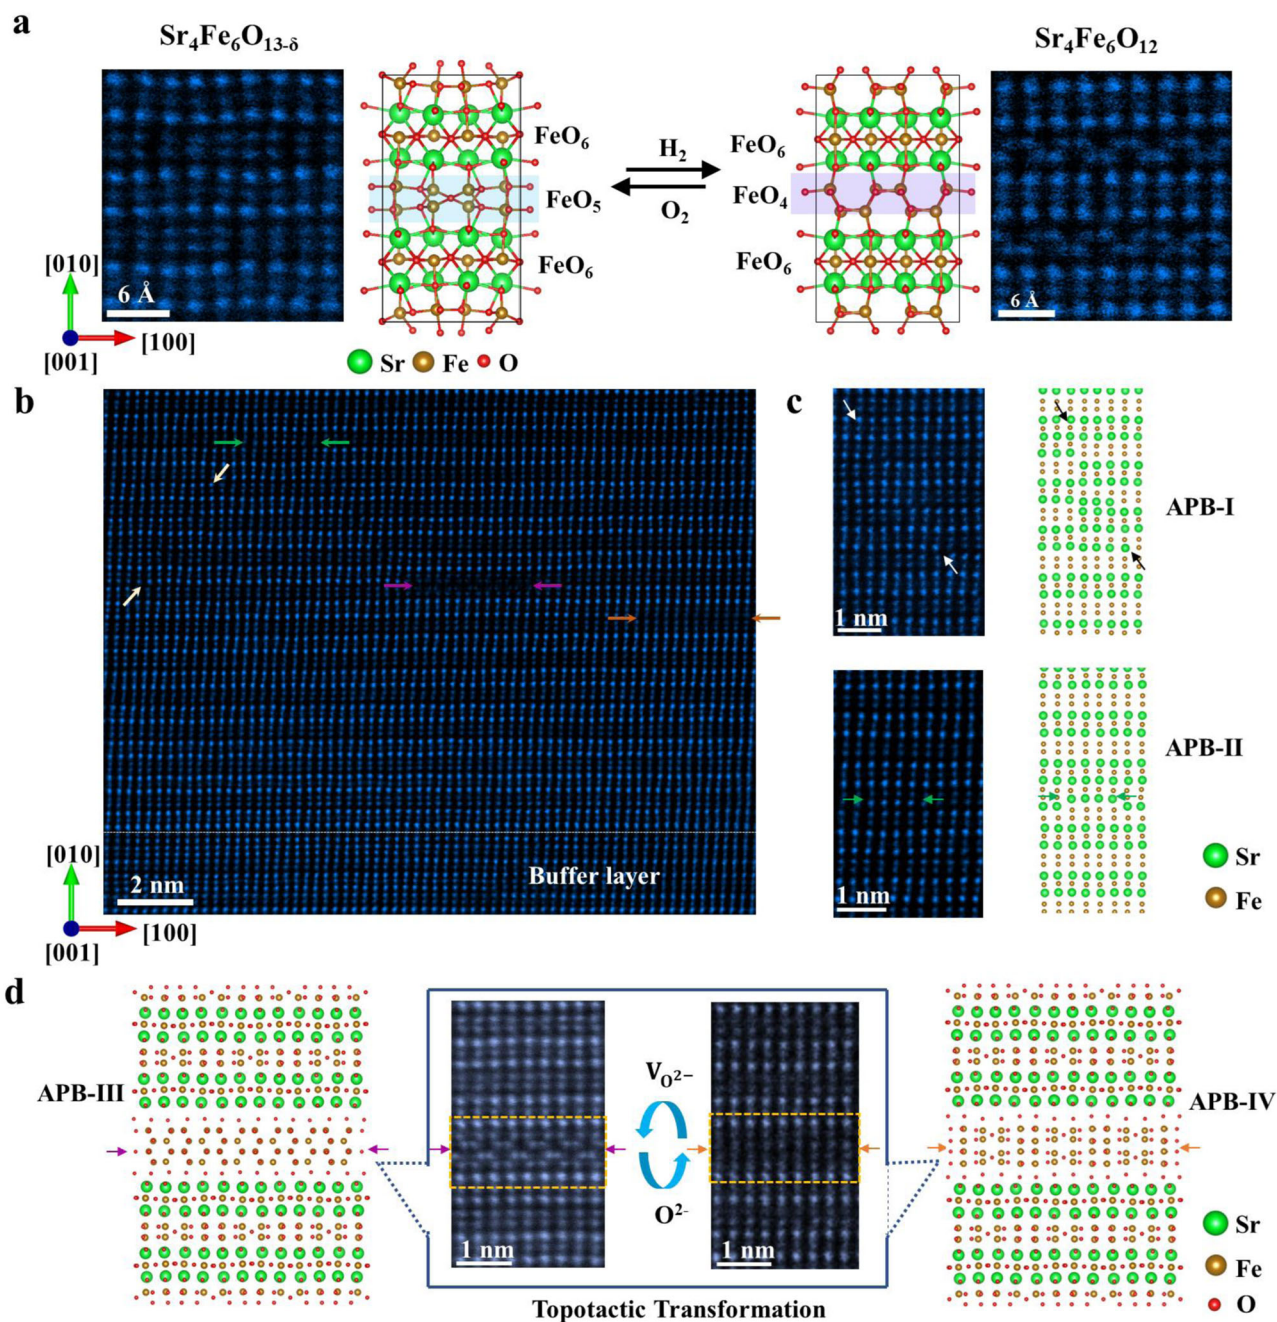 a
Sr₄Fe₆O₁₃₋δ
Sr₄Fe₆O₁₂
FeO₆
FeO₅
FeO₆
H₂
O₂
FeO₆
FeO₄
FeO₆
6 Å
6 Å
[010]
[100]
[001]
Sr Fe O
b
Buffer layer
2 nm
[010]
[100]
[001]
c
1 nm
APB-I
1 nm
APB-II
Sr
Fe
d
APB-III
1 nm
V_O²⁻
O²⁻
1 nm
APB-IV
Sr
Fe
O
Topotactic Transformation